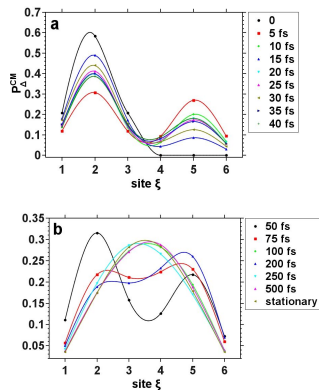 a
P_Δ^CM
0.7
0.6
0.5
0.4
0.3
0.2
0.1
0
1 2 3 4 5 6
site ξ
0
5 fs
10 fs
15 fs
20 fs
25 fs
30 fs
35 fs
40 fs
b
0.35
0.3
0.25
0.2
0.15
0.1
0.05
1 2 3 4 5 6
site ξ
50 fs
75 fs
100 fs
200 fs
250 fs
500 fs
stationary